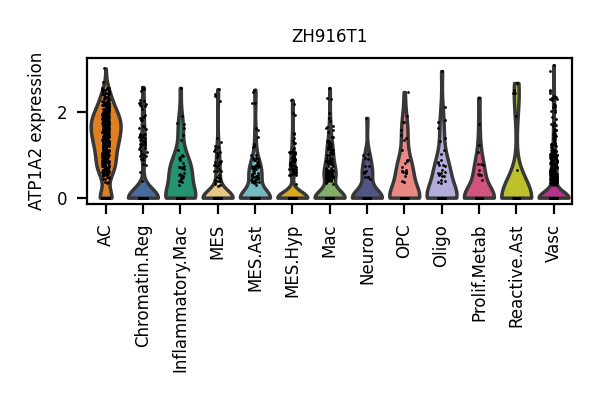 ZH916T1
ATP1A2 expression
2
0
AC
Chromatin.Reg
Inflammatory.Mac
MES
MES.Ast
MES.Hyp
Mac
Neuron
OPC
Oligo
Prolif.Metab
Reactive.Ast
Vasc